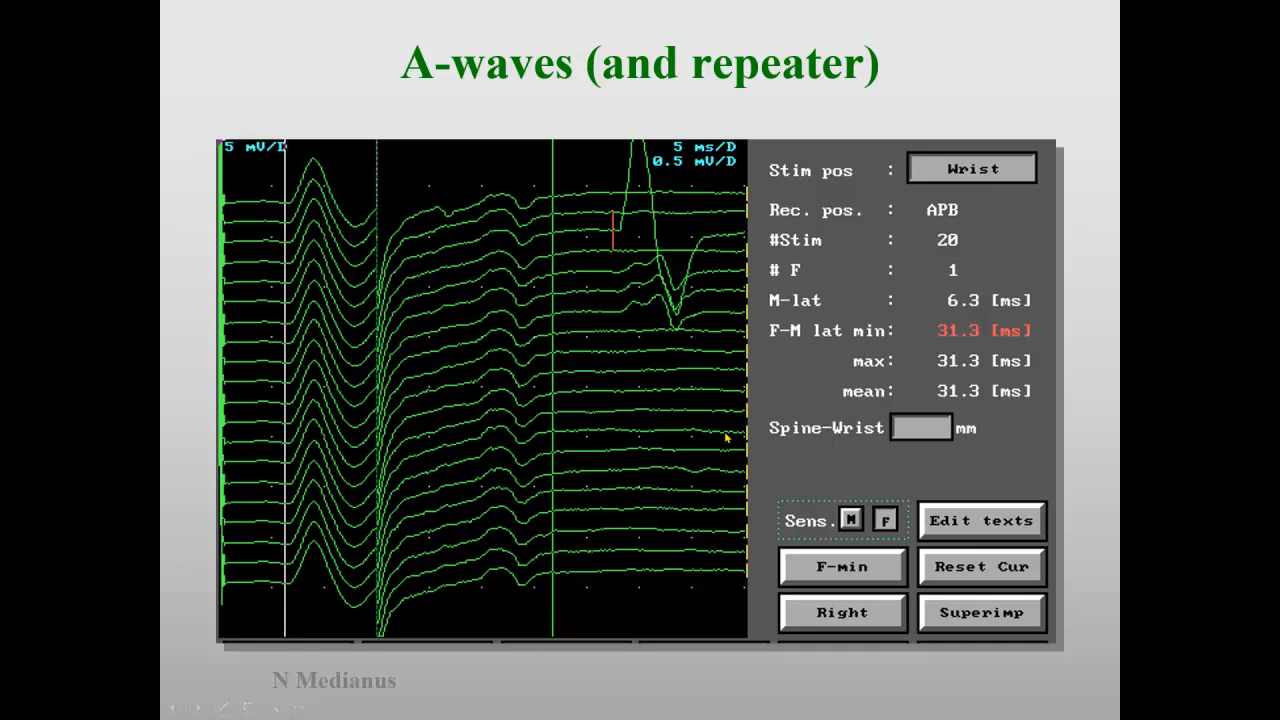 A-waves (and repeater)
5 mV/D
5 ms/D
0.5 mV/D
Stim pos : Wrist
Rec. pos. : APB
#Stim : 20
# F : 1
M-lat : 6.3 [ms]
F-M lat min: 31.3 [ms]
max: 31.3 [ms]
mean: 31.3 [ms]
Spine-Wrist mm
Sens. M F
Edit texts
F-min
Reset Cur
Right
Superimp
N Medianus